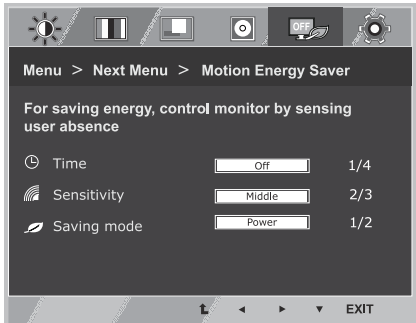 OFF
Menu > Next Menu > Motion Energy Saver
For saving energy, control monitor by sensing
user absence
Time Off 1/4
Sensitivity Middle 2/3
Saving mode Power 1/2
EXIT